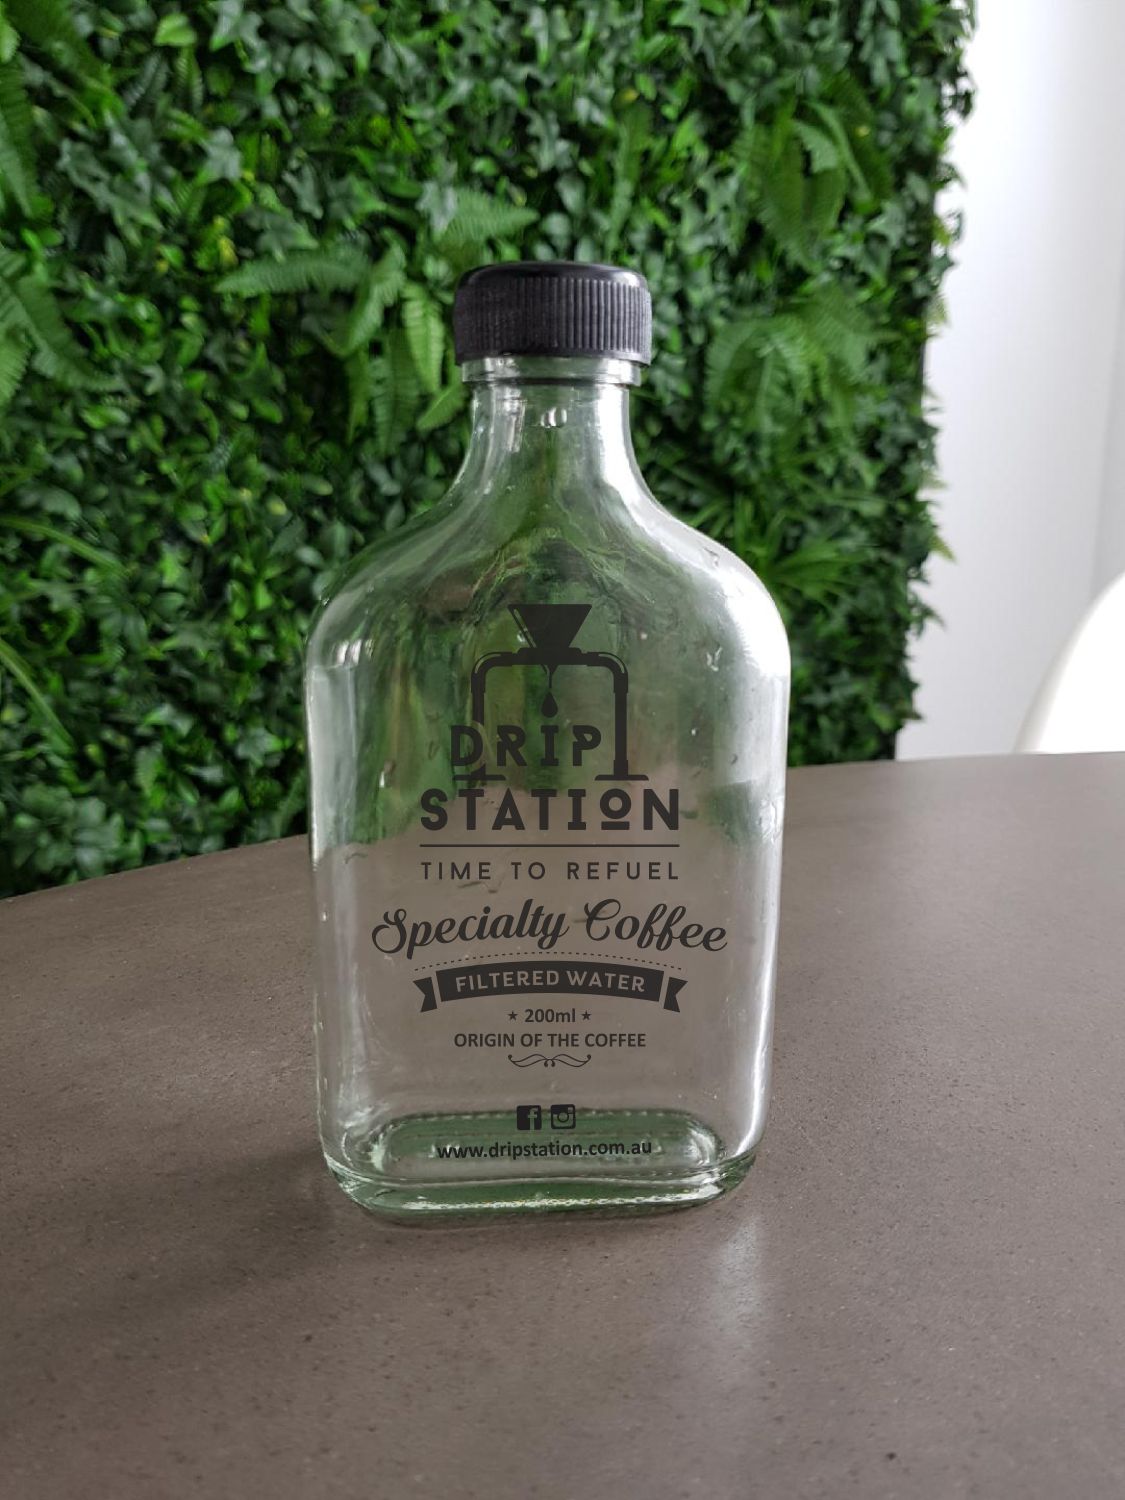 DRIP
STATION
TIME TO REFUEL
Specialty Coffee
FILTERED WATER
★ 200ml ★
ORIGIN OF THE COFFEE
www.dripstation.com.au